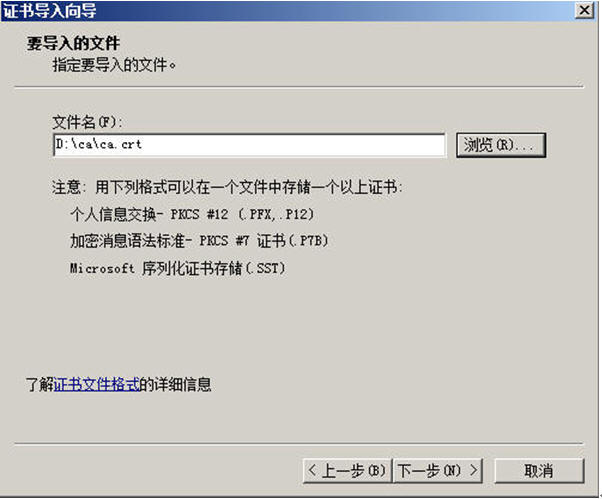 证书导入向导
要导入的文件
指定要导入的文件。
文件名(F):
D:\ca\ca.crt
浏览(R)...
注意: 用下列格式可以在一个文件中存储一个以上证书:
个人信息交换- PKCS #12 (.PFX,.P12)
加密消息语法标准- PKCS #7 证书(.P7B)
Microsoft 序列化证书存储(.SST)
了解证书文件格式的详细信息
< 上一步(B) 下一步(N) > 取消